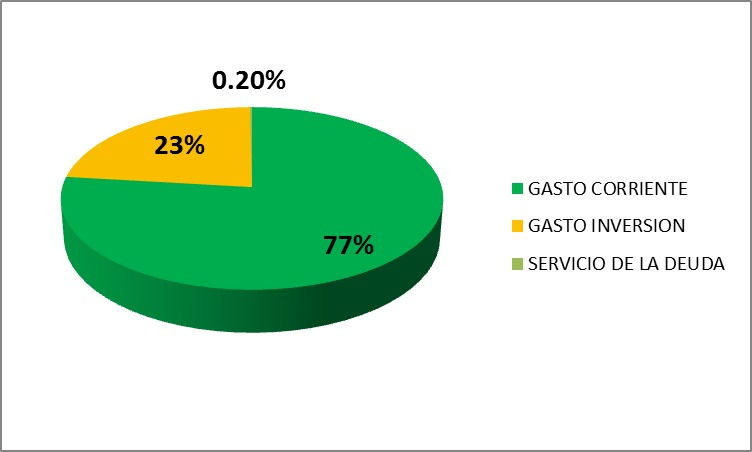 0.20%
23%
77%
GASTO CORRIENTE
GASTO INVERSION
SERVICIO DE LA DEUDA